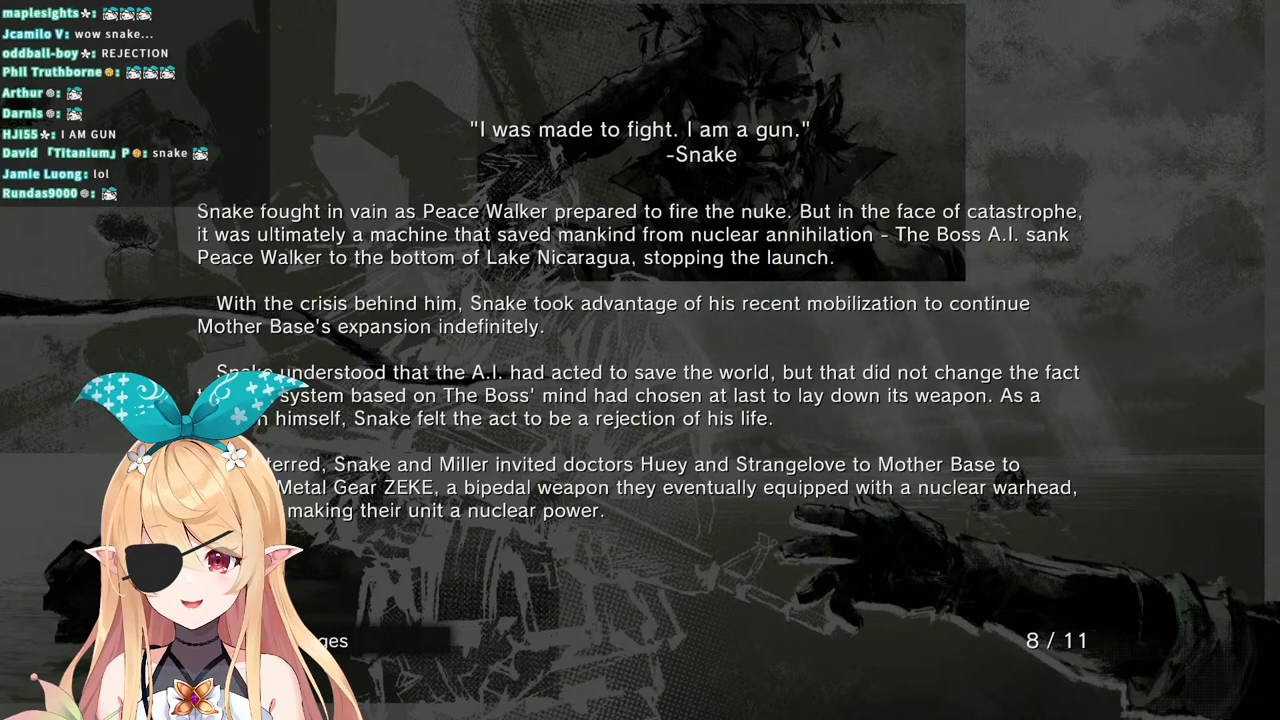 maplesights:
Jcamilo V: wow snake...
oddball-boy: REJECTION
Phil Truthborne:
Arthur:
Darnis:
HJI55: I AM GUN
David 「Titanium」 P: snake
Jamie Luong: lol
Rundas9000:
"I was made to fight. I am a gun."
-Snake
Snake fought in vain as Peace Walker prepared to fire the nuke. But in the face of catastrophe,
it was ultimately a machine that saved mankind from nuclear annihilation - The Boss A.I. sank
Peace Walker to the bottom of Lake Nicaragua, stopping the launch.
With the crisis behind him, Snake took advantage of his recent mobilization to continue
Mother Base's expansion indefinitely.
Snake understood that the A.I. had acted to save the world, but that did not change the fact
system based on The Boss' mind had chosen at last to lay down its weapon. As a
himself, Snake felt the act to be a rejection of his life.
Snake and Miller invited doctors Huey and Strangelove to Mother Base to
Metal Gear ZEKE, a bipedal weapon they eventually equipped with a nuclear warhead,
making their unit a nuclear power.
8 / 11